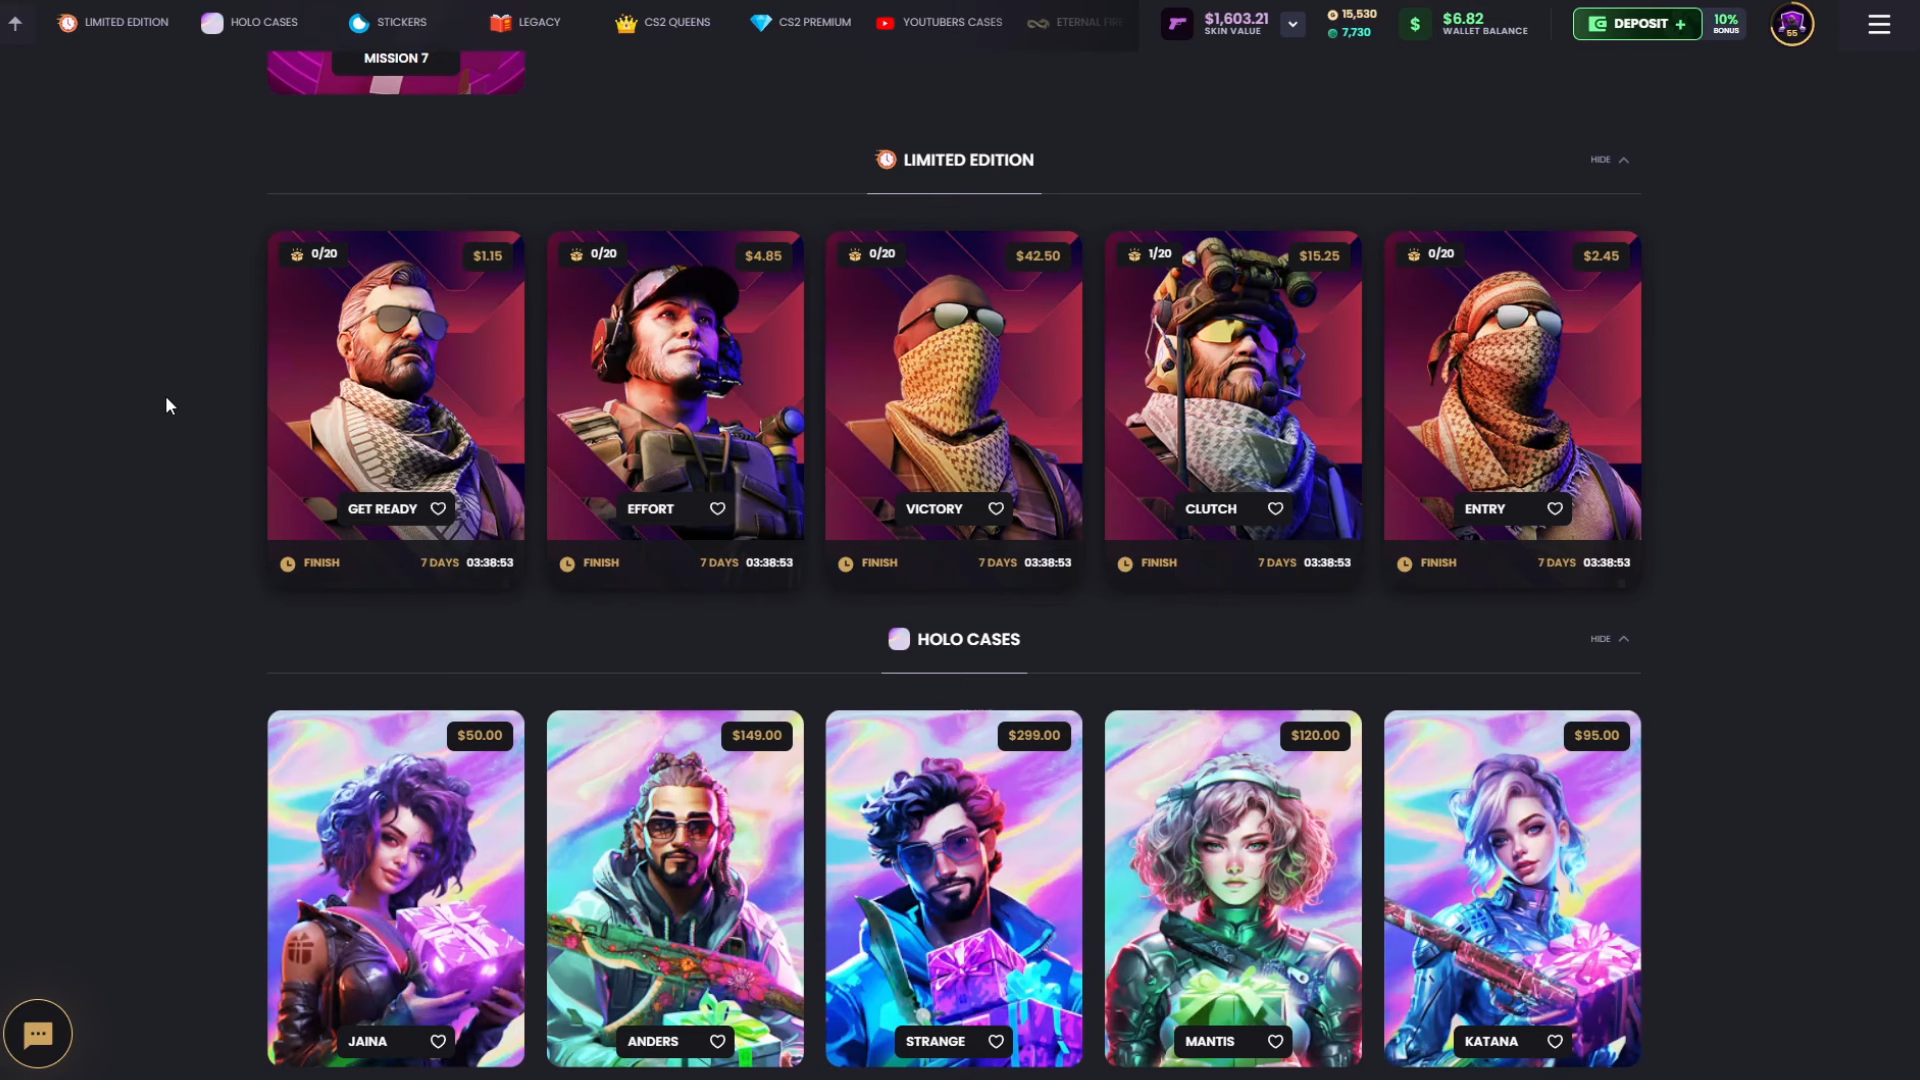 LIMITED EDITION
HOLO CASES
STICKERS
LEGACY
CS2 QUEENS
CS2 PREMIUM
YOUTUBERS CASES
ETERNAL FIRE
$1,603.21
SKIN VALUE
15,530
7,730
$
$6.82
WALLET BALANCE
DEPOSIT +
10%
BONUS
55
MISSION 7
LIMITED EDITION
HIDE
0/20
$1.15
0/20
$4.85
0/20
$42.50
1/20
$15.25
0/20
$2.45
GET READY
EFFORT
VICTORY
CLUTCH
ENTRY
FINISH 7 DAYS 03:38:53
FINISH 7 DAYS 03:38:53
FINISH 7 DAYS 03:38:53
FINISH 7 DAYS 03:38:53
FINISH 7 DAYS 03:38:53
HOLO CASES
HIDE
$50.00
$149.00
$299.00
$120.00
$95.00
JAINA
ANDERS
STRANGE
MANTIS
KATANA